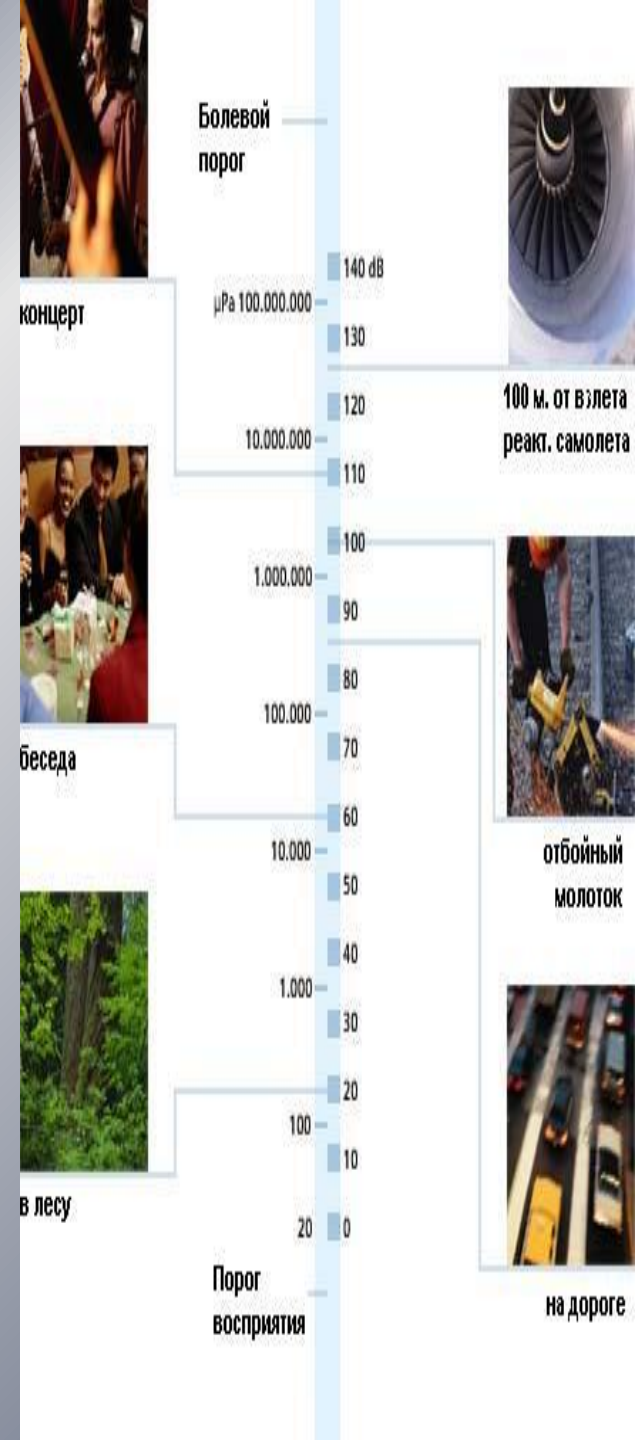 Болевой
порог
140 dB
µPa 100.000.000
концерт
130
100 м. от взлета
реакт. самолета
120
10.000.000
110
100
1.000.000
90
80
100.000
70
беседа
60
10.000
отбойный
молоток
50
40
1.000
30
20
100
10
в лесу
20
0
Порог
восприятия
на дороге